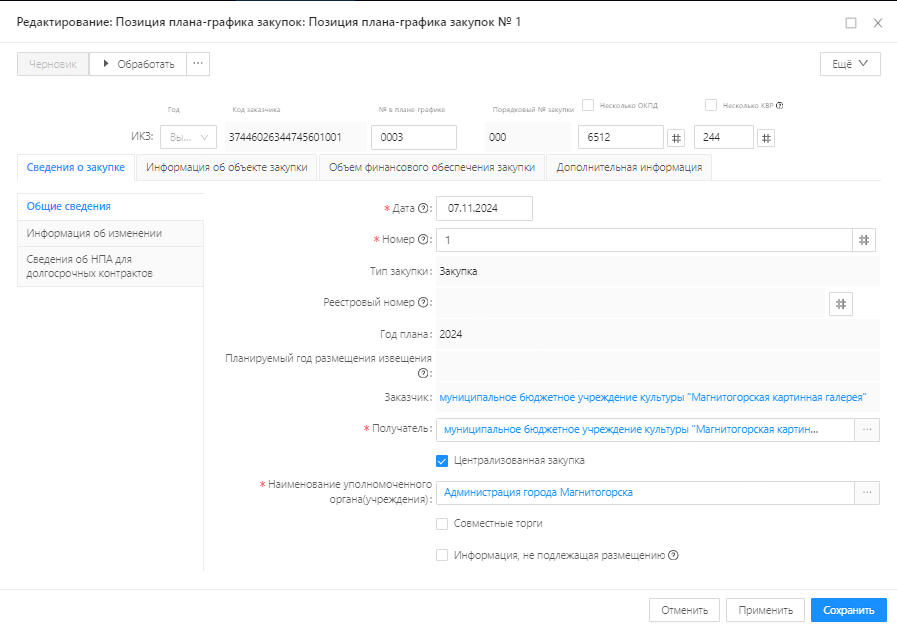 Редактирование: Позиция плана-графика закупок: Позиция плана-графика закупок № 1
Черновик
Обработать
Ещё
Год
Код заказчика
№ в плане-графике
Порядковый № закупки
Несколько ОКПД
Несколько КВР
ИКЗ:
Вы...
37446026344745601001
0003
000
6512
244
Сведения о закупке
Информация об объекте закупки
Объем финансового обеспечения закупки
Дополнительная информация
Общие сведения
Информация об изменении
Сведения об НПА для
долгосрочных контрактов
* Дата ?: 07.11.2024
* Номер ?: 1
Тип закупки: Закупка
Реестровый номер ?:
Год плана: 2024
Планируемый год размещения извещения
?:
Заказчик: муниципальное бюджетное учреждение культуры "Магнитогорская картинная галерея"
* Получатель: муниципальное бюджетное учреждение культуры "Магнитогорская картин...
Централизованная закупка
* Наименование уполномоченного
органа(учреждения): Администрация города Магнитогорска
Совместные торги
Информация, не подлежащая размещению ?
Отменить
Применить
Сохранить